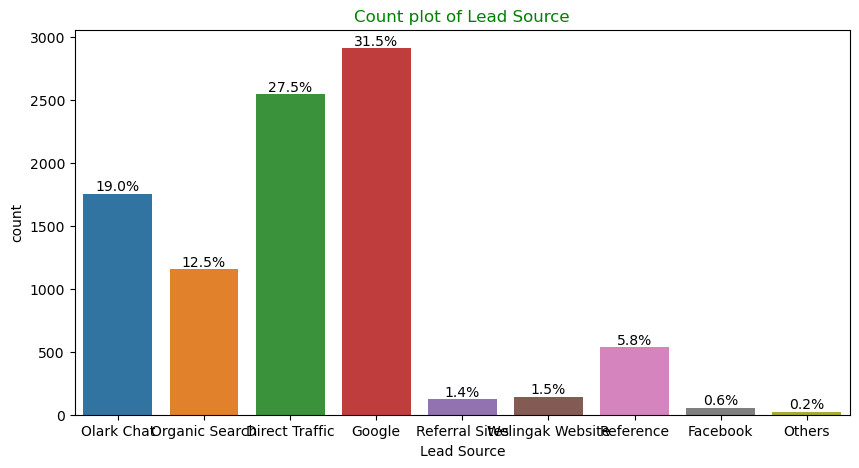 Count plot of Lead Source
3000
2500
2000
1500
1000
500
0
count
19.0%
12.5%
27.5%
31.5%
1.4%
1.5%
5.8%
0.6%
0.2%
Olark Chat
Organic Search
Direct Traffic
Google
Referral Sites
Welingak Website
Reference
Facebook
Others
Lead Source